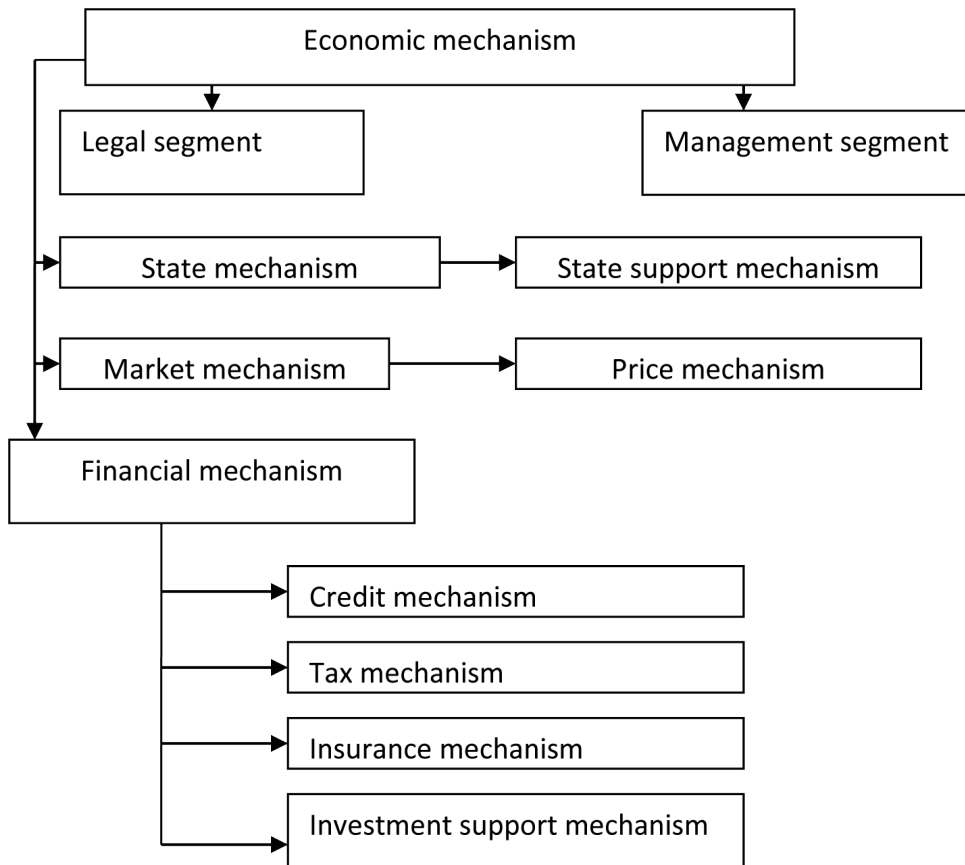 Economic mechanism
Legal segment
Management segment
State mechanism
State support mechanism
Market mechanism
Price mechanism
Financial mechanism
Credit mechanism
Tax mechanism
Insurance mechanism
Investment support mechanism